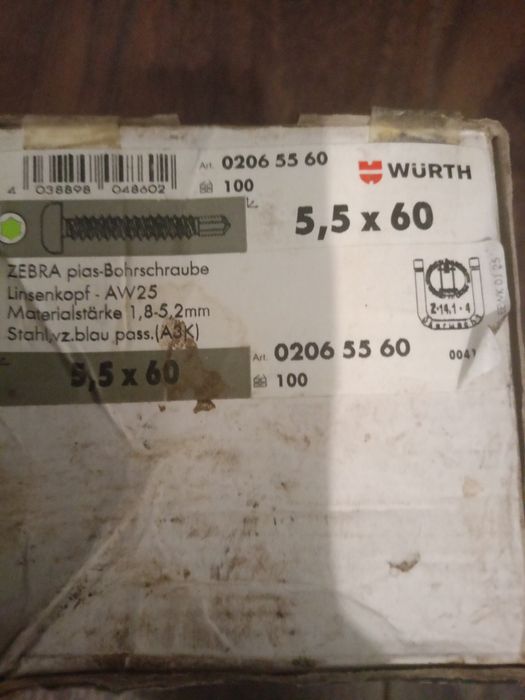 Art. 0206 55 60
WÜRTH
4 038898 048602
100
5,5 x 60
ZEBRA pias-Bohrschraube
Linsenkopf - AW25
Materialstärke 1,8-5,2mm
Stahl,vz.blau pass.(A3K)
Z-14.1-4
5,5 x 60
Art. 0206 55 60
0041
100